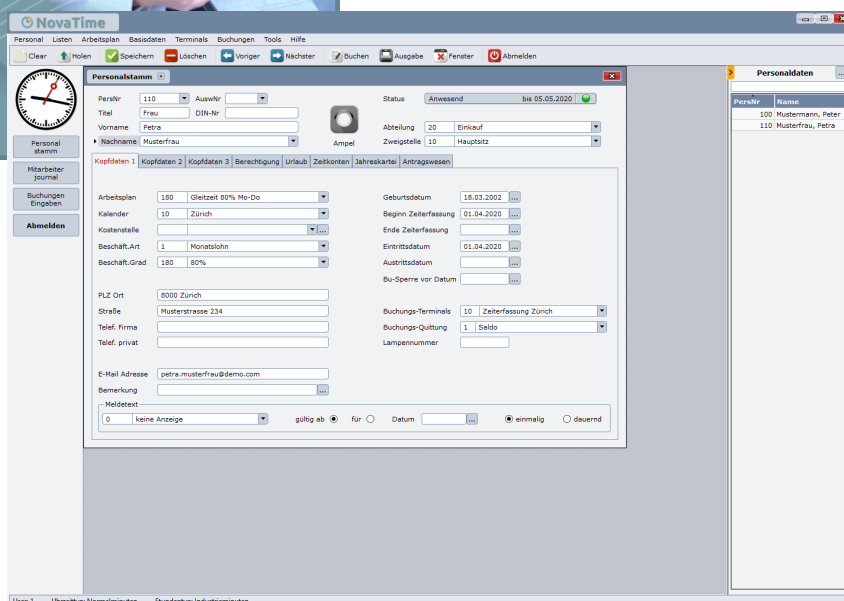 NovaTime
Personal Listen Arbeitsplan Basisdaten Terminals Buchungen Tools Hilfe
Clear Holen Speichern Löschen Voriger Nächster Buchen Ausgabe Fenster Abmelden
Personal stamm
Mitarbeiter journal
Buchungen Eingaben
Abmelden
Personalstamm
PersNr 110 AuswNr Status Anwesend bis 05.05.2020
Titel Frau DIN-Nr
Vorname Petra Abteilung 20 Einkauf
Nachname Musterfrau Ampel Zweigstelle 10 Hauptsitz
Kopfdaten 1 Kopfdaten 2 Kopfdaten 3 Berechtigung Urlaub Zeitkonten Jahreskartei Antragswesen
Arbeitsplan 180 Gleitzeit 80% Mo-Do Geburtsdatum 18.03.2002 ...
Kalender 10 Zürich Beginn Zeiterfassung 01.04.2020 ...
Kostenstelle ... Ende Zeiterfassung ...
Beschäft.Art 1 Monatslohn Eintrittsdatum 01.04.2020 ...
Beschäft.Grad 180 80% Austrittsdatum ...
Bu-Sperre vor Datum ...
PLZ Ort 8000 Zürich
Straße Musterstrasse 234 Buchungs-Terminals 10 Zeiterfassung Zürich
Telef. Firma Buchungs-Quittung 1 Saldo
Telef. privat Lampennummer
E-Mail Adresse petra.musterfrau@demo.com
Bemerkung ...
Meldetext
0 keine Anzeige gültig ab für Datum ... einmalig dauernd
Personaldaten ...
PersNr Name
100 Mustermann, Peter
110 Musterfrau, Petra